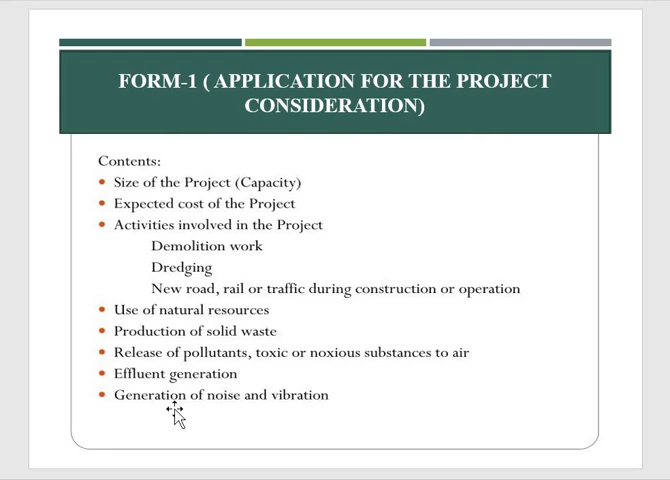 FORM-1 ( APPLICATION FOR THE PROJECT
CONSIDERATION)
Contents:
Size of the Project (Capacity)
Expected cost of the Project
Activities involved in the Project
Demolition work
Dredging
New road, rail or traffic during construction or operation
Use of natural resources
Production of solid waste
Release of pollutants, toxic or noxious substances to air
Effluent generation
Generation of noise and vibration